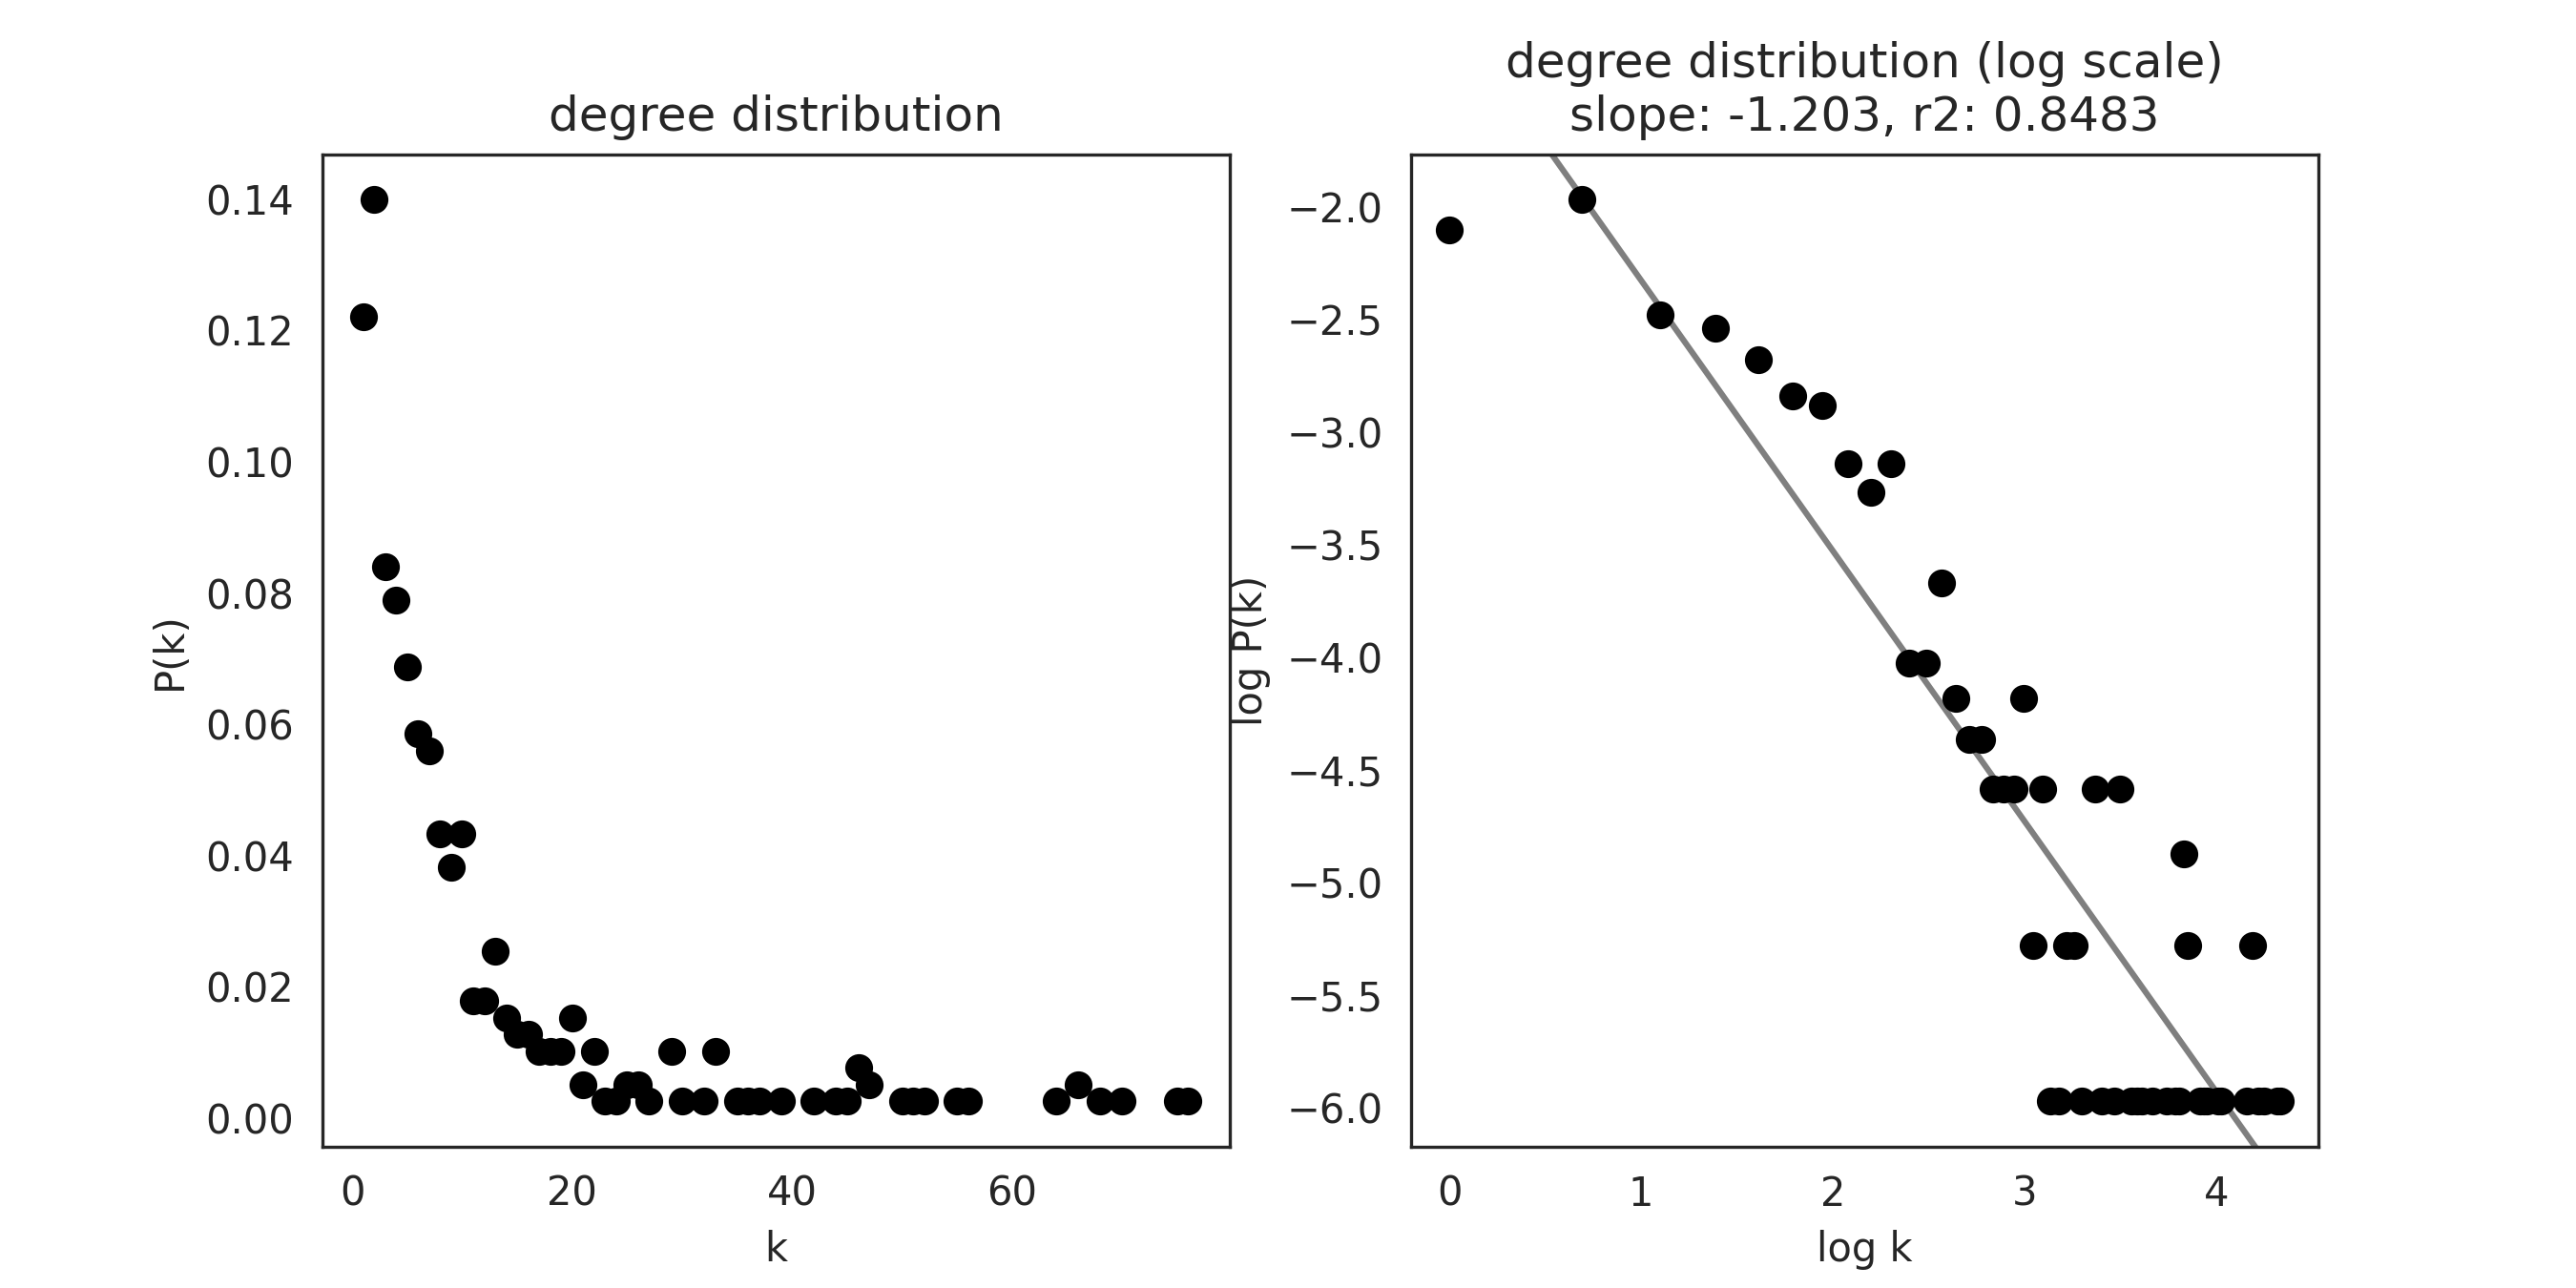 degree distribution
P(k)
0.14
0.12
0.10
0.08
0.06
0.04
0.02
0.00
0 20 40 60
k
degree distribution (log scale)
slope: -1.203, r2: 0.8483
log P(k)
−2.0
−2.5
−3.0
−3.5
−4.0
−4.5
−5.0
−5.5
−6.0
0 1 2 3 4
log k